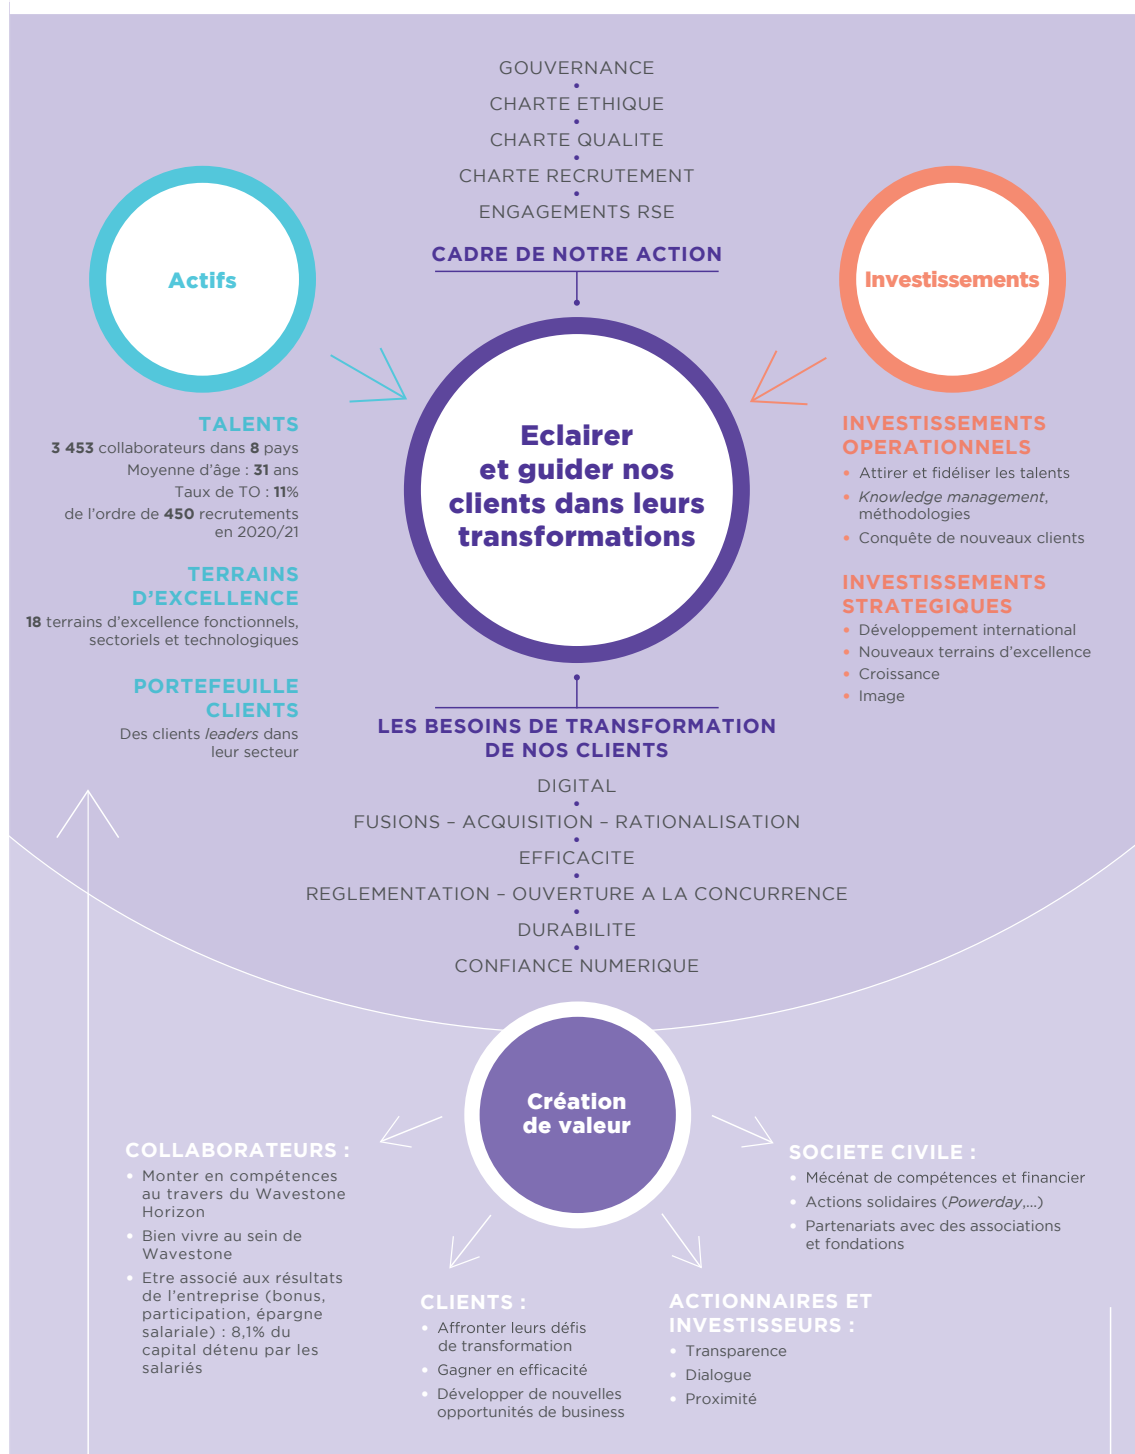 GOUVERNANCE
CHARTE ETHIQUE
CHARTE QUALITE
CHARTE RECRUTEMENT
ENGAGEMENTS RSE
CADRE DE NOTRE ACTION
Actifs
Investissements
Eclairer
et guider nos
clients dans leurs
transformations
TALENTS
3 453 collaborateurs dans 8 pays
Moyenne d'âge : 31 ans
Taux de TO : 11%
de l'ordre de 450 recrutements
en 2020/21
TERRAINS
D'EXCELLENCE
18 terrains d'excellence fonctionnels,
sectoriels et technologiques
PORTEFEUILLE
CLIENTS
Des clients leaders dans
leur secteur
INVESTISSEMENTS
OPERATIONNELS
• Attirer et fidéliser les talents
• Knowledge management,
méthodologies
• Conquête de nouveaux clients
INVESTISSEMENTS
STRATEGIQUES
• Développement international
• Nouveaux terrains d'excellence
• Croissance
• Image
LES BESOINS DE TRANSFORMATION
DE NOS CLIENTS
DIGITAL
FUSIONS – ACQUISITION – RATIONALISATION
EFFICACITE
REGLEMENTATION – OUVERTURE A LA CONCURRENCE
DURABILITE
CONFIANCE NUMERIQUE
Création
de valeur
COLLABORATEURS :
• Monter en compétences
au travers du Wavestone
Horizon
• Bien vivre au sein de
Wavestone
• Etre associé aux résultats
de l'entreprise (bonus,
participation, épargne
salariale) : 8,1% du
capital détenu par les
salariés
CLIENTS :
• Affronter leurs défis
de transformation
• Gagner en efficacité
• Développer de nouvelles
opportunités de business
ACTIONNAIRES ET
INVESTISSEURS :
• Transparence
• Dialogue
• Proximité
SOCIETE CIVILE :
• Mécénat de compétences et financier
• Actions solidaires (Powerday,...)
• Partenariats avec des associations
et fondations